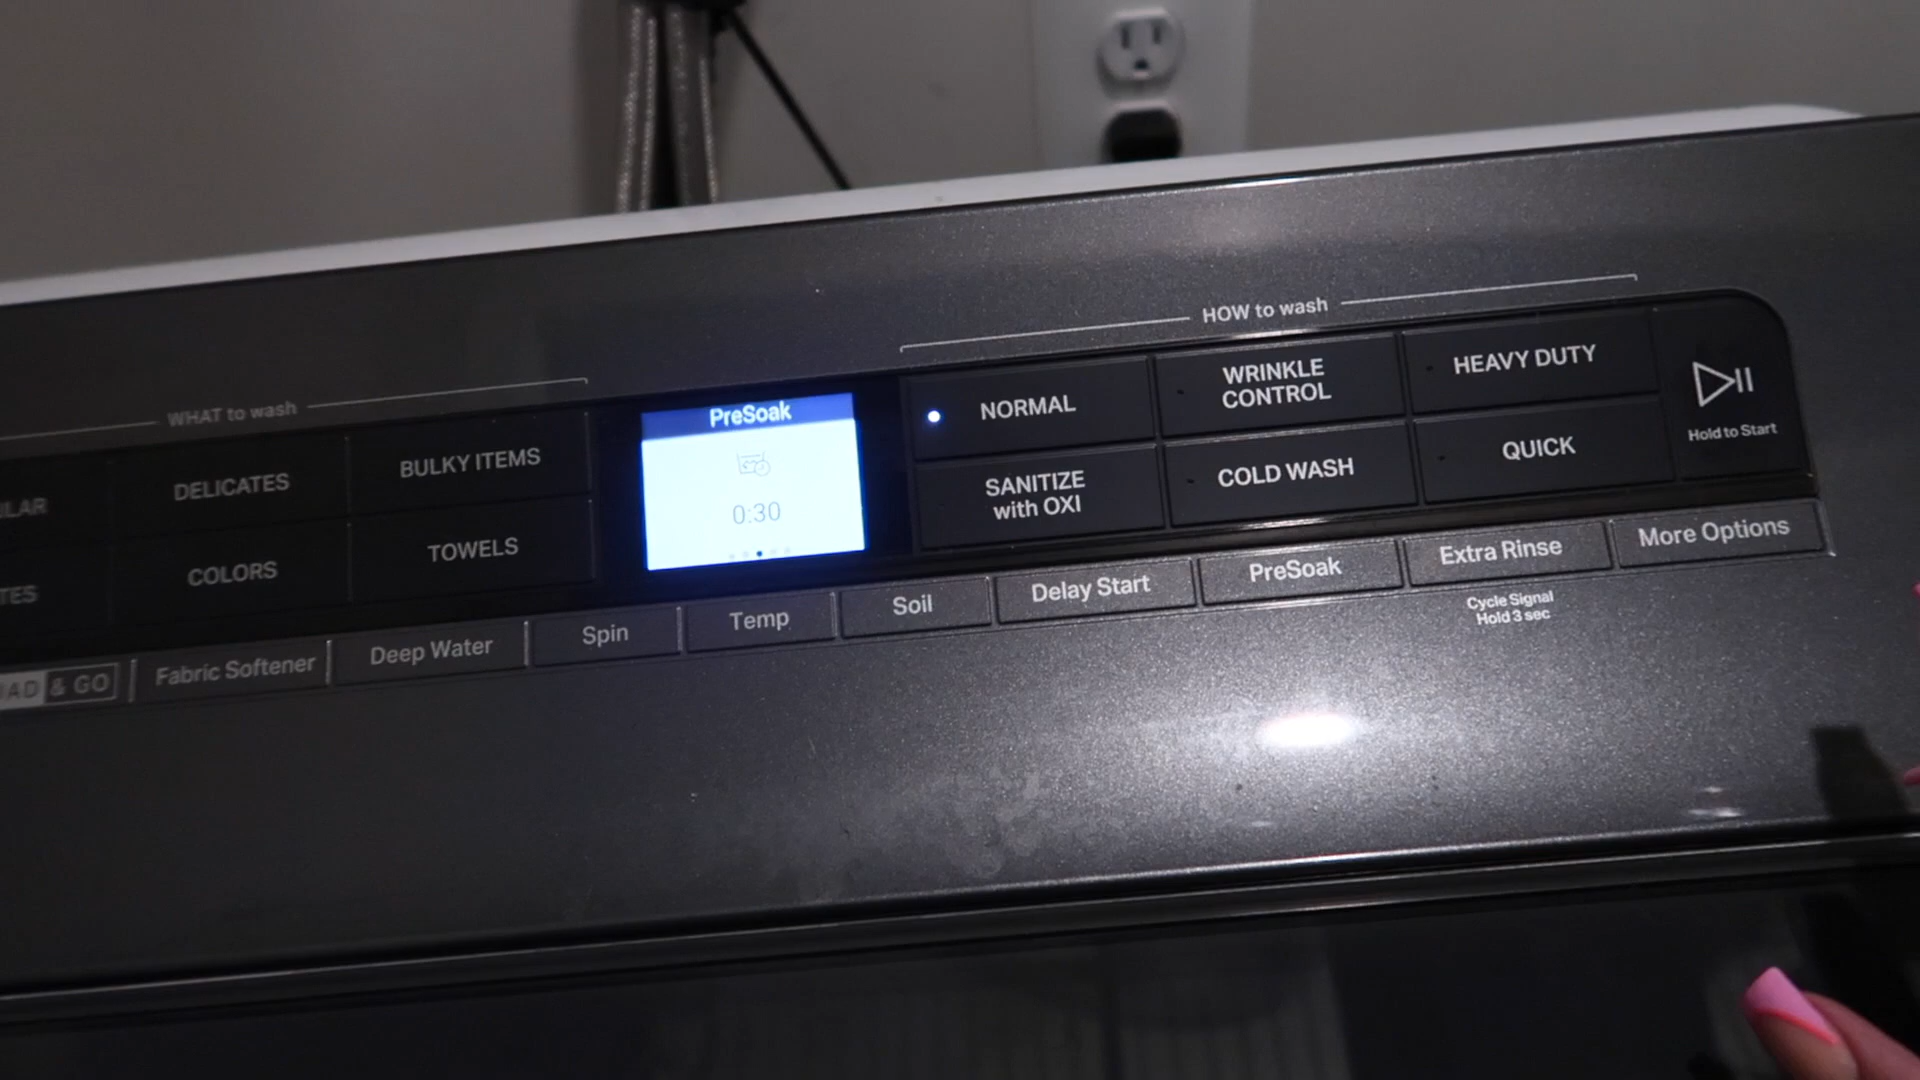 HOW to wash
WHAT to wash
PreSoak
0:30
DELICATES
BULKY ITEMS
COLORS
TOWELS
NORMAL
WRINKLE
CONTROL
HEAVY DUTY
SANITIZE
with OXI
COLD WASH
QUICK
Hold to Start
& GO
Fabric Softener
Deep Water
Spin
Temp
Soil
Delay Start
PreSoak
Extra Rinse
More Options
Cycle Signal
Hold 3 sec